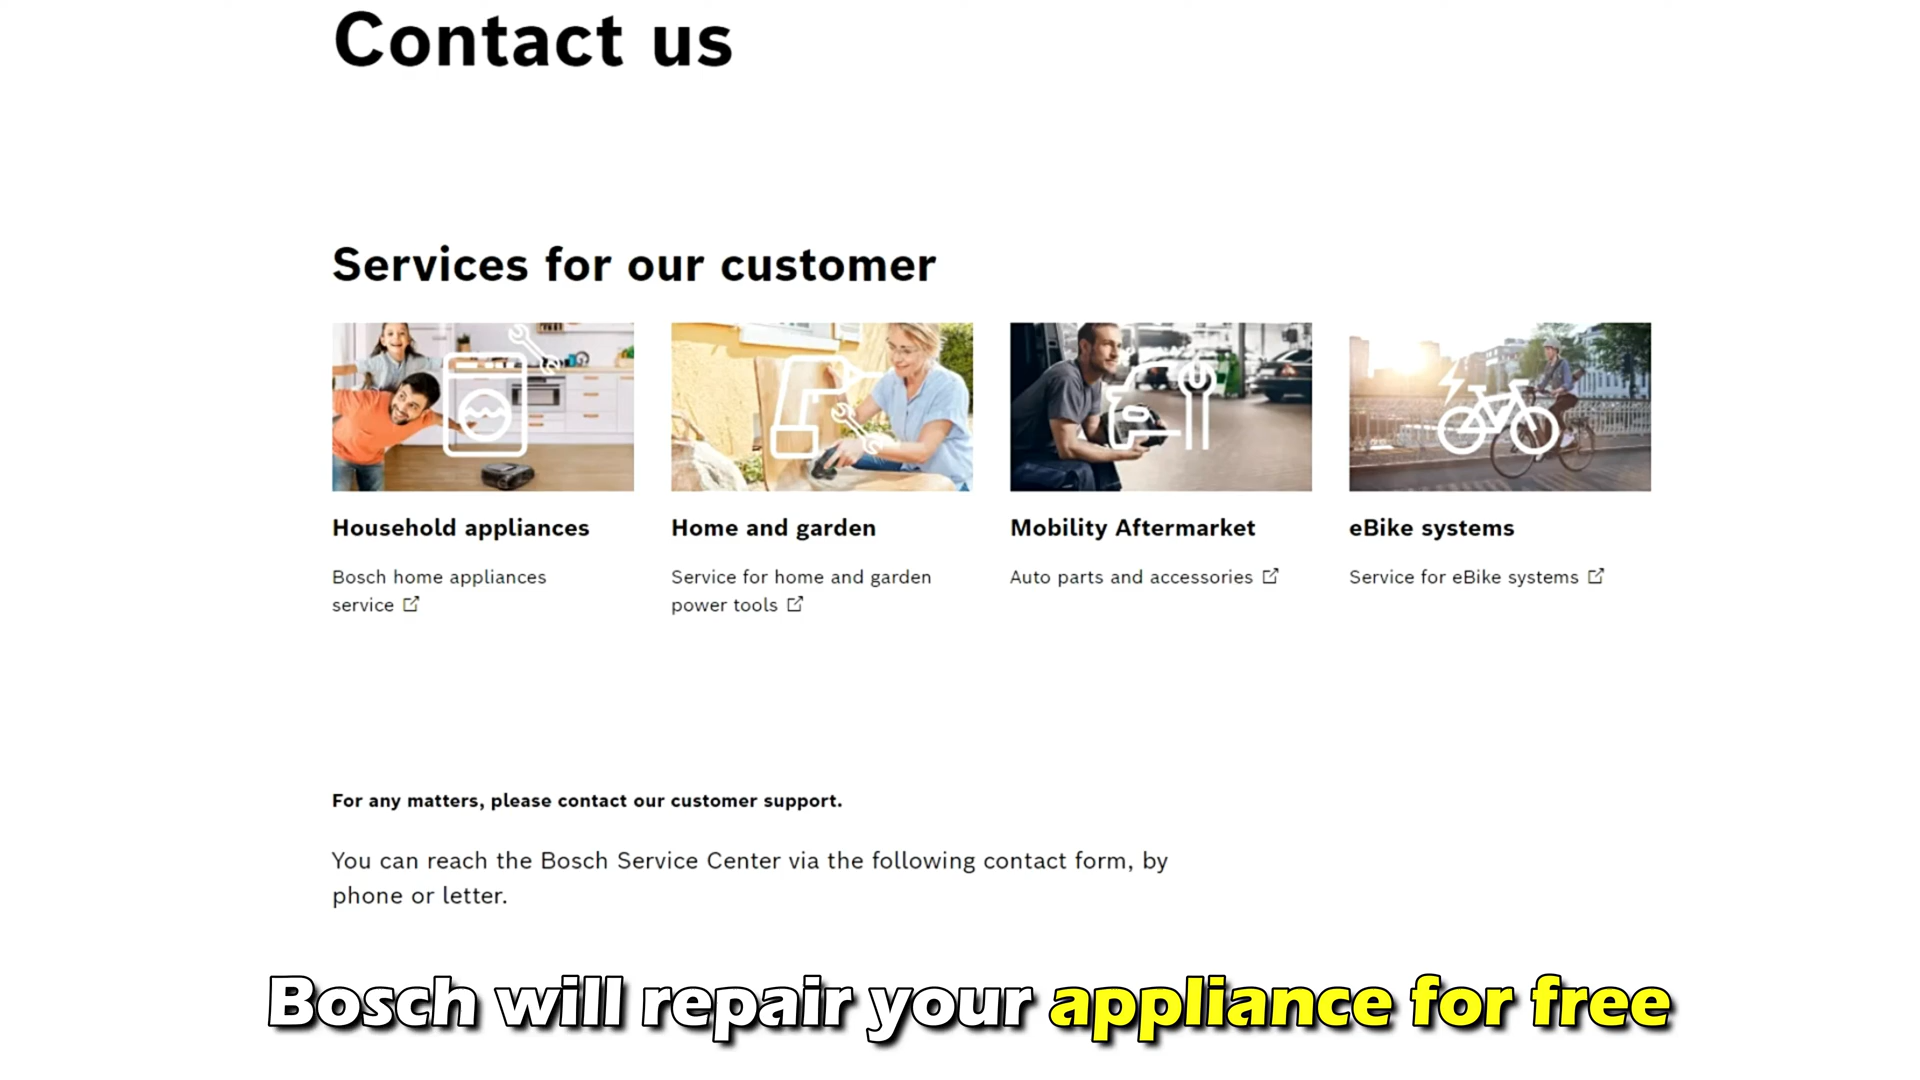 Contact us
Services for our customer
Household appliances
Bosch home appliances
service
Home and garden
Service for home and garden
power tools
Mobility Aftermarket
Auto parts and accessories
eBike systems
Service for eBike systems
For any matters, please contact our customer support.
You can reach the Bosch Service Center via the following contact form, by
phone or letter.
Bosch will repair your appliance for free